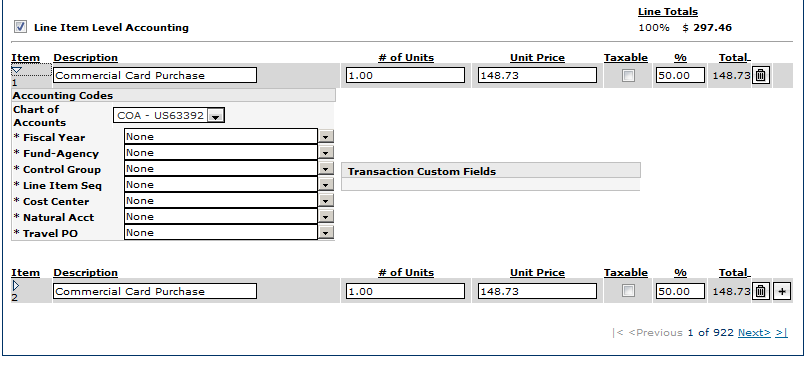 Line Totals
Line Item Level Accounting 100% $ 297.46
Item Description # of Units Unit Price Taxable % Total
1 Commercial Card Purchase 1.00 148.73 50.00 148.73
Accounting Codes
Chart of Accounts COA - US63392
* Fiscal Year None
* Fund-Agency None
* Control Group None
Transaction Custom Fields
* Line Item Seq None
* Cost Center None
* Natural Acct None
* Travel PO None
Item Description # of Units Unit Price Taxable % Total
2 Commercial Card Purchase 1.00 148.73 50.00 148.73 +
|< <Previous 1 of 922 Next> >|